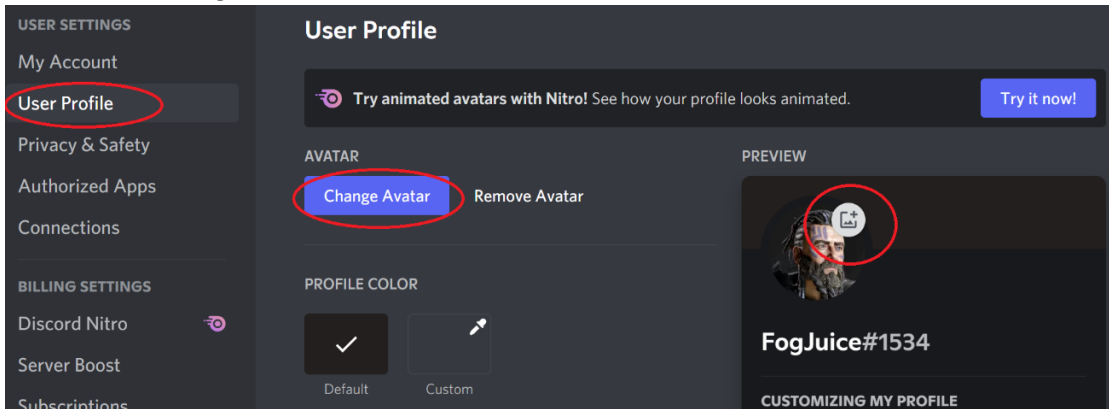 USER SETTINGS
My Account
User Profile
Privacy & Safety
Authorized Apps
Connections
BILLING SETTINGS
Discord Nitro
Server Boost
Subscriptions
User Profile
Try animated avatars with Nitro! See how your profile looks animated.
Try it now!
AVATAR
Change Avatar
Remove Avatar
PROFILE COLOR
Default
Custom
PREVIEW
FogJuice#1534
CUSTOMIZING MY PROFILE